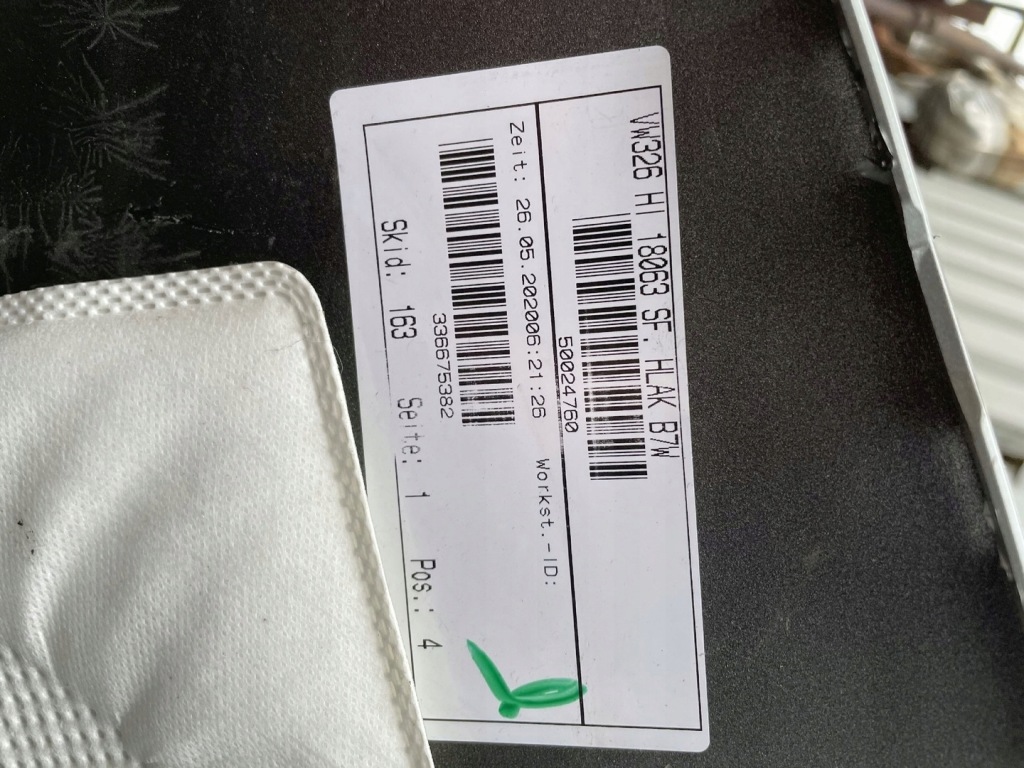 VW326 HI 18063 SF. HLAK B7W
50024760
Zeit: 26.05.202006:21:26 Workst.-ID:
336675382
Skid: 163 Seite: 1 Pos.: 4